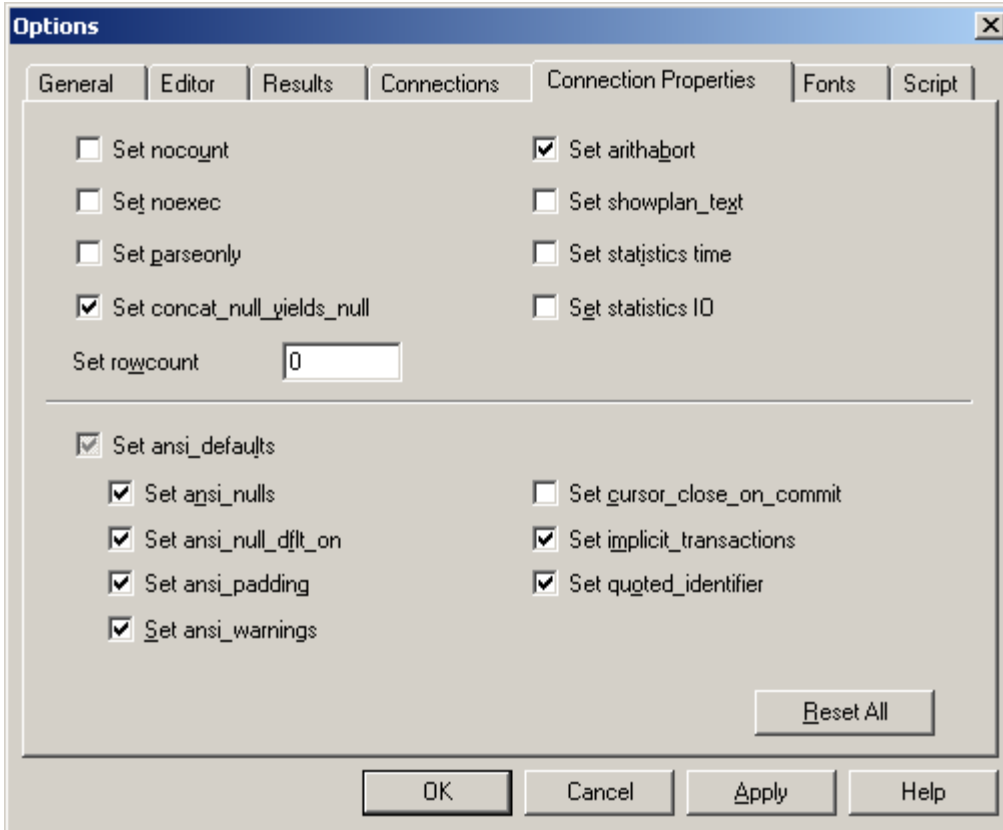 Options
General Editor Results Connections Connection Properties Fonts Script
Set nocount Set arithabort
Set noexec Set showplan_text
Set parseonly Set statistics time
Set concat_null_yields_null Set statistics IO
Set rowcount 0
Set ansi_defaults
Set ansi_nulls Set cursor_close_on_commit
Set ansi_null_dflt_on Set implicit_transactions
Set ansi_padding Set quoted_identifier
Set ansi_warnings
Reset All
OK Cancel Apply Help